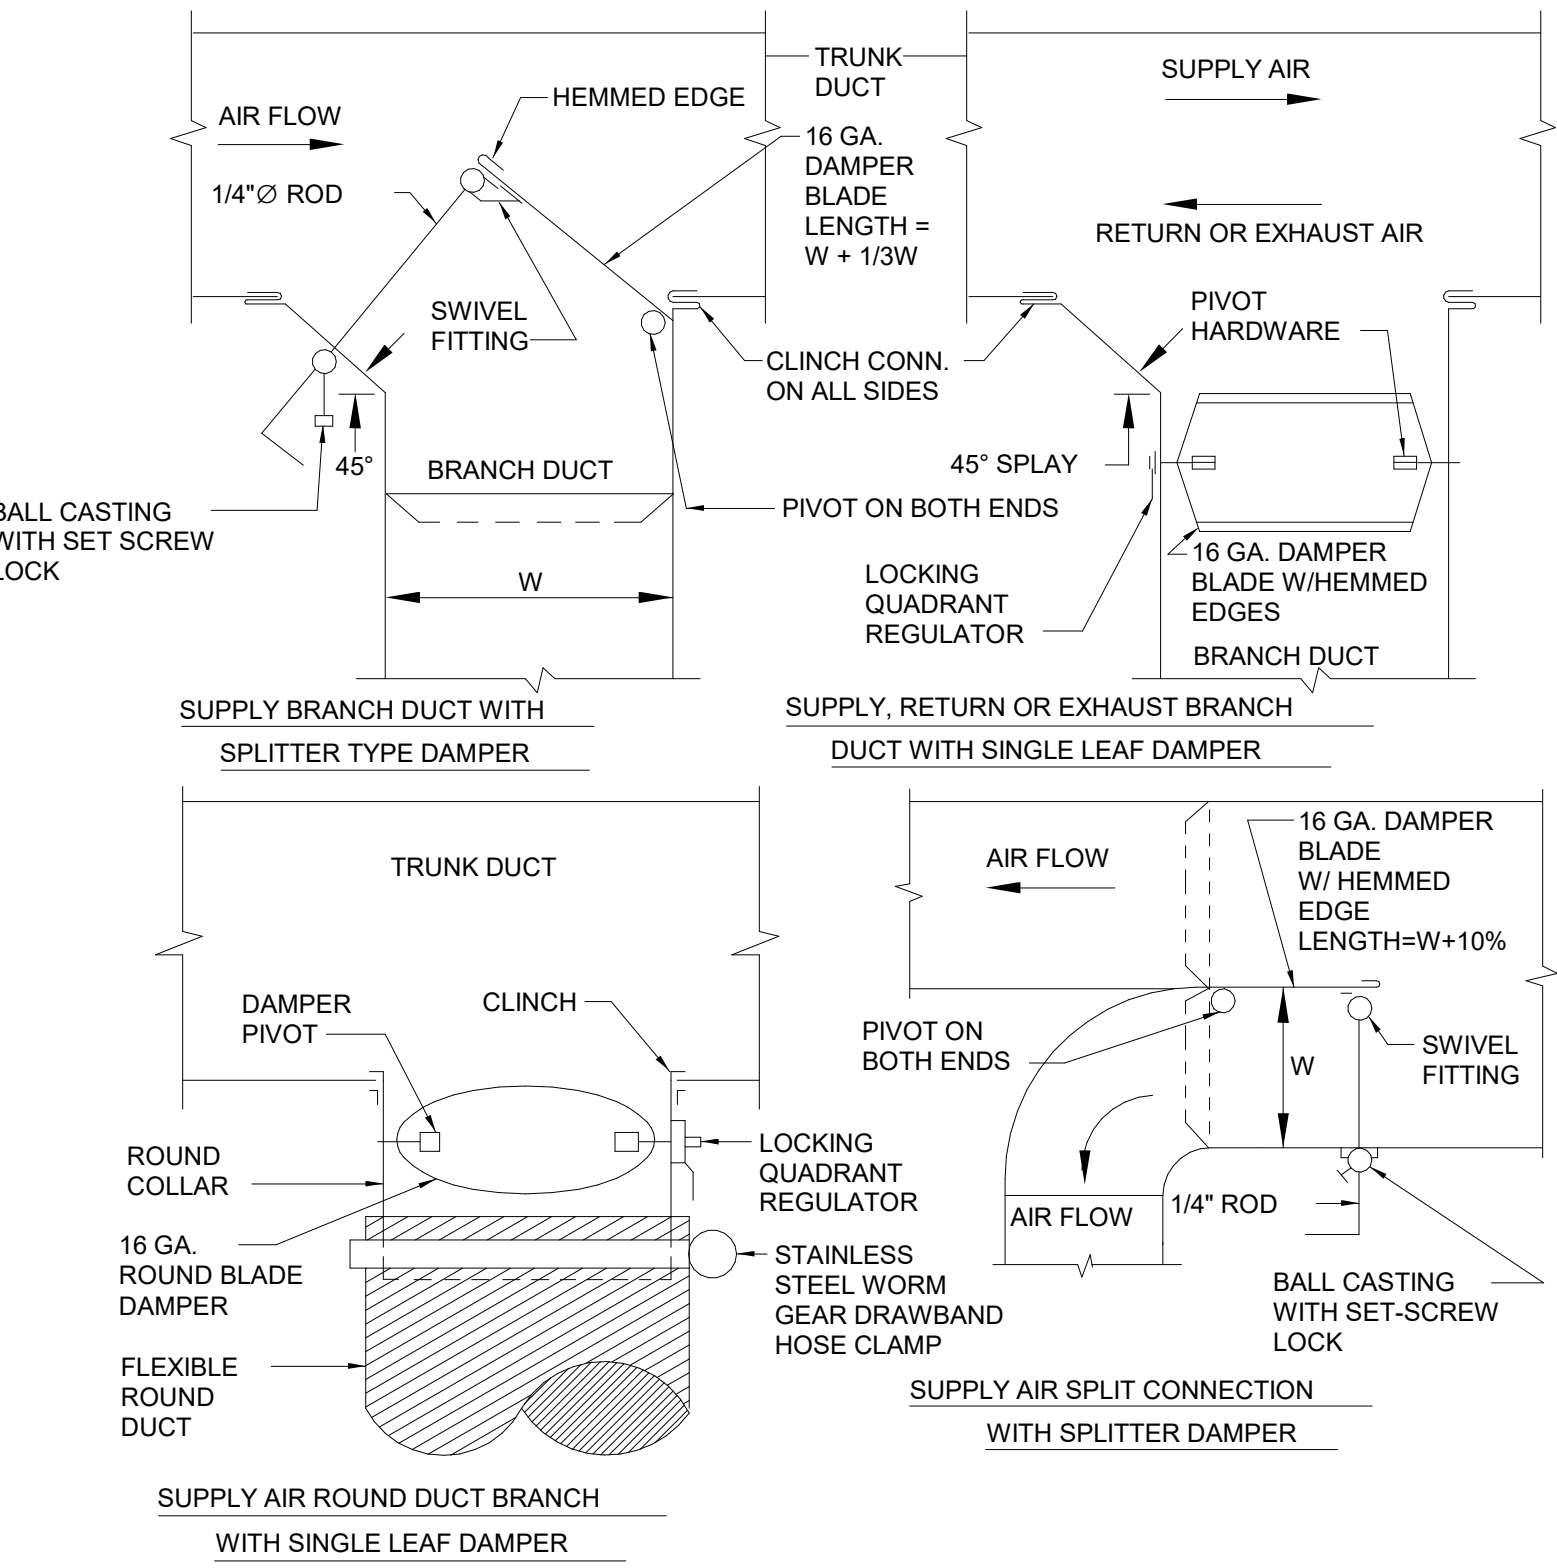 AIR FLOW
1/4"Ø ROD
HEMMED EDGE
TRUNK
DUCT
16 GA.
DAMPER
BLADE
LENGTH =
W + 1/3W
SWIVEL
FITTING
CLINCH CONN.
ON ALL SIDES
45°
BRANCH DUCT
PIVOT ON BOTH ENDS
BALL CASTING
WITH SET SCREW
LOCK
W
SUPPLY BRANCH DUCT WITH
SPLITTER TYPE DAMPER
SUPPLY AIR
RETURN OR EXHAUST AIR
PIVOT
HARDWARE
45° SPLAY
LOCKING
QUADRANT
REGULATOR
16 GA. DAMPER
BLADE W/HEMMED
EDGES
BRANCH DUCT
SUPPLY, RETURN OR EXHAUST BRANCH
DUCT WITH SINGLE LEAF DAMPER
TRUNK DUCT
DAMPER
PIVOT
CLINCH
ROUND
COLLAR
LOCKING
QUADRANT
REGULATOR
16 GA.
ROUND BLADE
DAMPER
STAINLESS
STEEL WORM
GEAR DRAWBAND
HOSE CLAMP
FLEXIBLE
ROUND
DUCT
SUPPLY AIR ROUND DUCT BRANCH
WITH SINGLE LEAF DAMPER
AIR FLOW
16 GA. DAMPER
BLADE
W/ HEMMED
EDGE
LENGTH=W+10%
PIVOT ON
BOTH ENDS
W
SWIVEL
FITTING
AIR FLOW
1/4" ROD
BALL CASTING
WITH SET-SCREW
LOCK
SUPPLY AIR SPLIT CONNECTION
WITH SPLITTER DAMPER